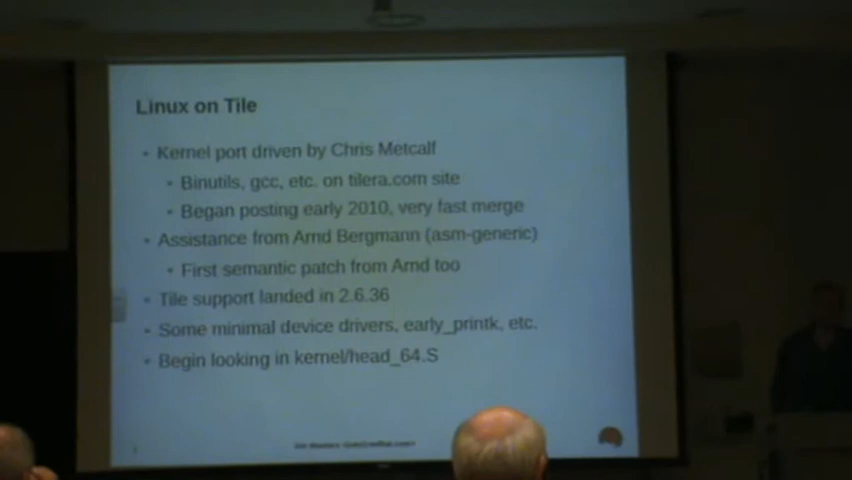 Linux on Tile
Kernel port driven by Chris Metcalf
Binutils, gcc, etc. on tilera.com site
Began posting early 2010, very fast merge
Assistance from Arnd Bergmann (asm-generic)
First semantic patch from Arnd too
Tile support landed in 2.6.36
Some minimal device drivers, early_printk, etc.
Begin looking in kernel/head_64.S